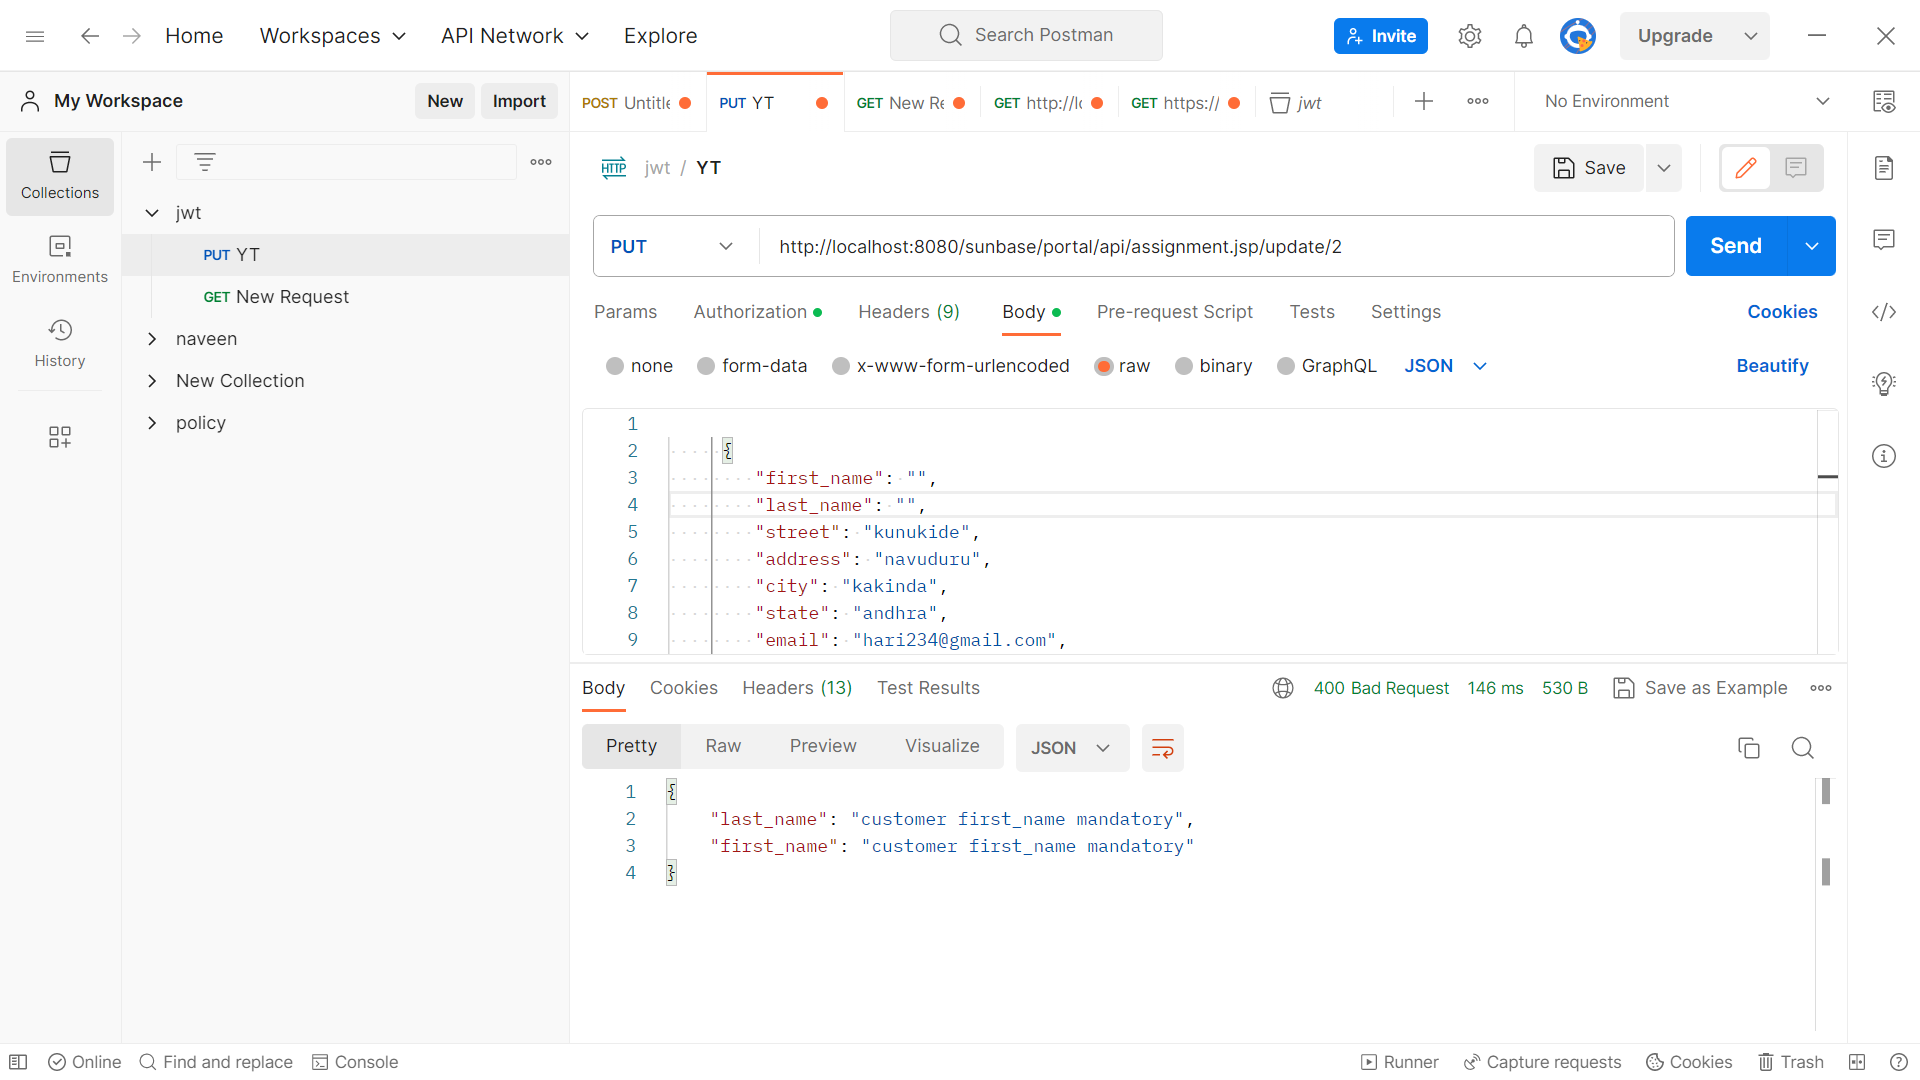 Home Workspaces API Network Explore Search Postman Invite Upgrade
My Workspace New Import POST Untitle PUT YT GET New Re GET http://lo GET https:// jwt No Environment
Collections
Environments
History
jwt
PUT YT
GET New Request
naveen
New Collection
policy
HTTP jwt / YT Save
PUT http://localhost:8080/sunbase/portal/api/assignment.jsp/update/2 Send
Params Authorization Headers (9) Body Pre-request Script Tests Settings Cookies
none form-data x-www-form-urlencoded raw binary GraphQL JSON Beautify
1
2 {
3 "first_name": "",
4 "last_name": "",
5 "street": "kunukide",
6 "address": "navuduru",
7 "city": "kakinda",
8 "state": "andhra",
9 "email": "hari234@gmail.com",
Body Cookies Headers (13) Test Results 400 Bad Request 146 ms 530 B Save as Example
Pretty Raw Preview Visualize JSON
1 {
2 "last_name": "customer first_name mandatory",
3 "first_name": "customer first_name mandatory"
4 }
Online Find and replace Console Runner Capture requests Cookies Trash